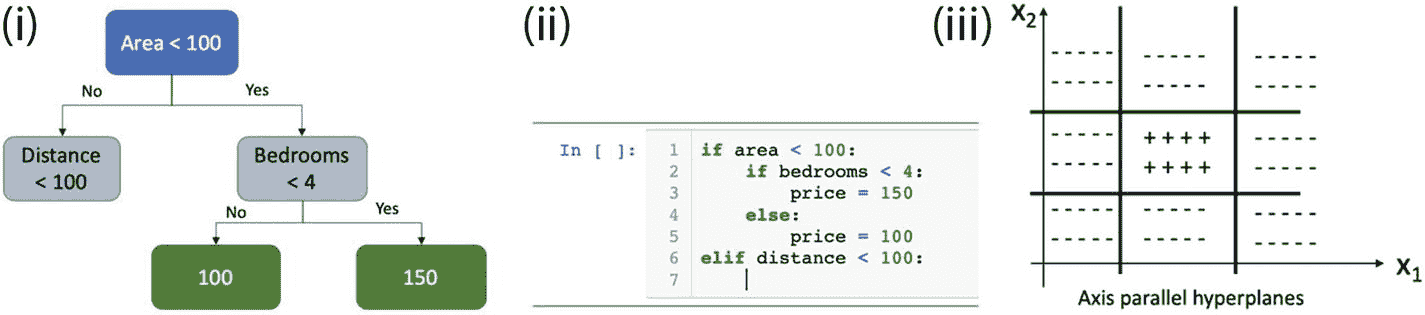 (i)
Area < 100
No
Yes
Distance
< 100
Bedrooms
< 4
No
Yes
100
150
(ii)
In [ ]:
1 if area < 100:
2 if bedrooms < 4:
3 price = 150
4 else:
5 price = 100
6 elif distance < 100:
7
(iii)
X2
- - - - - - - - - - - - - - -
- - - - - - - - - - - - - - -
- - - - - + + + + - - - - -
- - - - - + + + + - - - - -
- - - - - - - - - - - - - - -
- - - - - - - - - - - - - - -
X1
Axis parallel hyperplanes